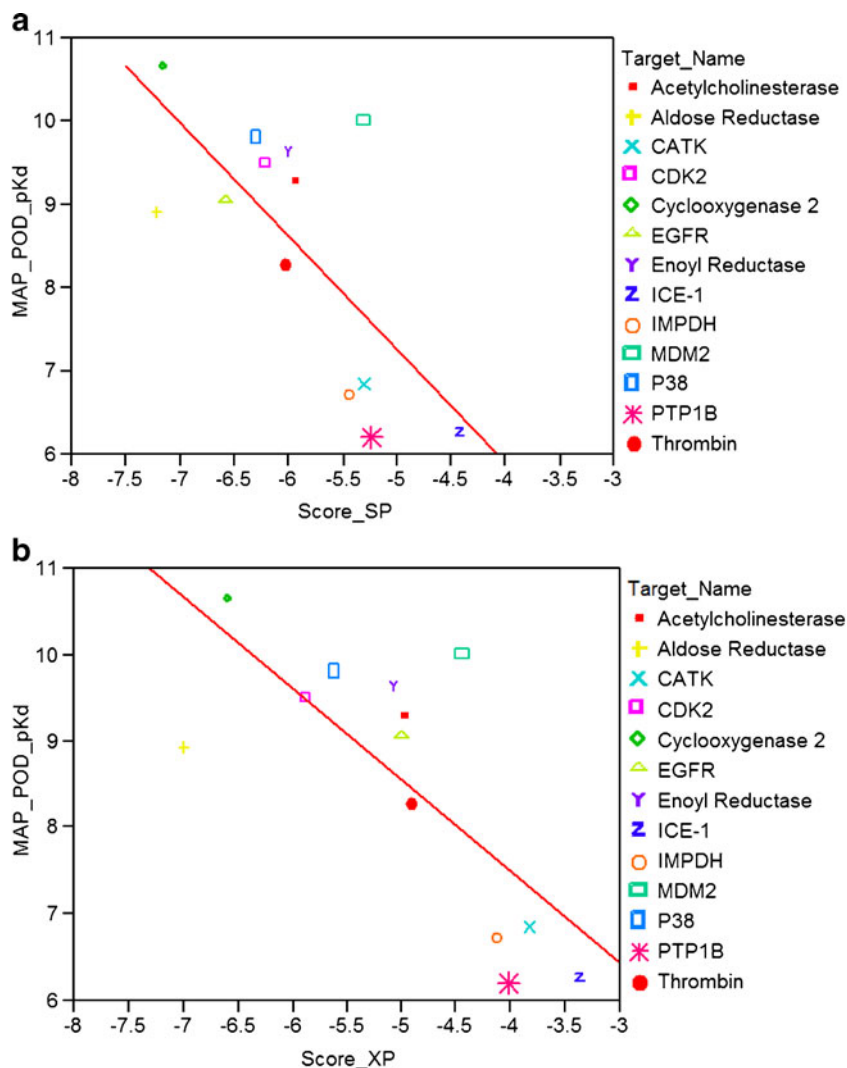 a
MAP_POD_pKd
11
10
9
8
7
6
-8
-7.5
-7
-6.5
-6
-5.5
-5
-4.5
-4
-3.5
-3
Score_SP
Target_Name
Acetylcholinesterase
Aldose Reductase
CATK
CDK2
Cyclooxygenase 2
EGFR
Enoyl Reductase
ICE-1
IMPDH
MDM2
P38
PTP1B
Thrombin
b
MAP_POD_pKd
11
10
9
8
7
6
-8
-7.5
-7
-6.5
-6
-5.5
-5
-4.5
-4
-3.5
-3
Score_XP
Target_Name
Acetylcholinesterase
Aldose Reductase
CATK
CDK2
Cyclooxygenase 2
EGFR
Enoyl Reductase
ICE-1
IMPDH
MDM2
P38
PTP1B
Thrombin